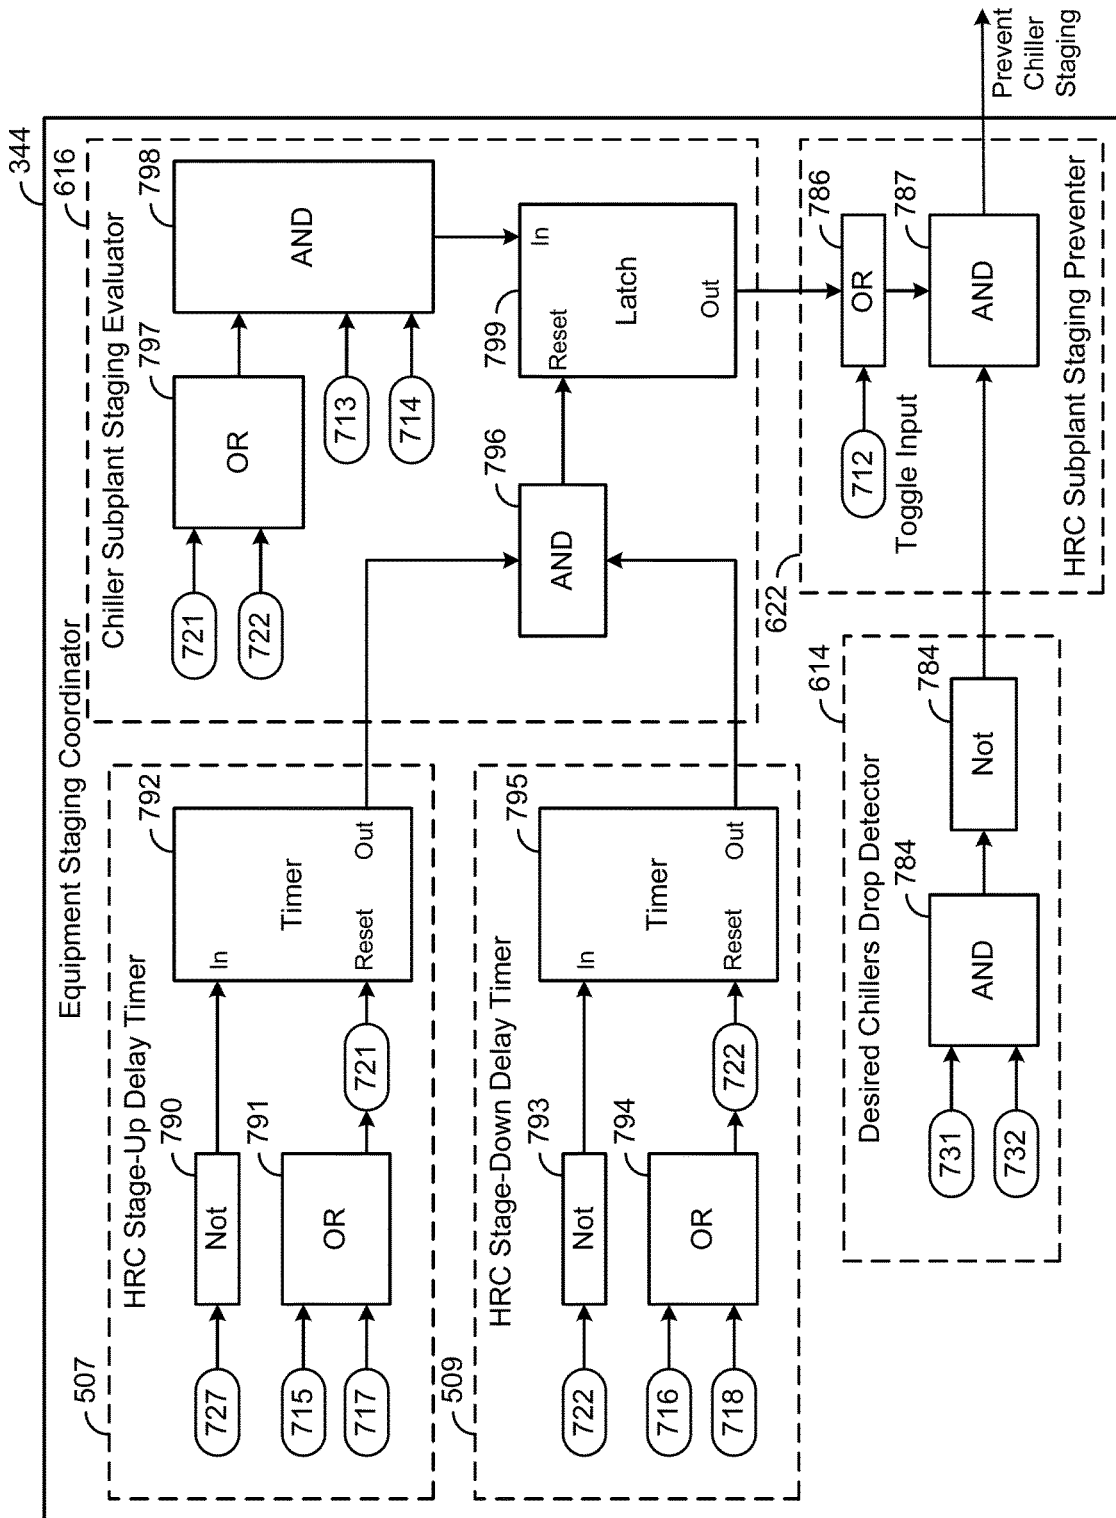 344
Equipment Staging Coordinator
507
HRC Stage-Up Delay Timer
727
790
Not
715
717
791
OR
721
792
Timer
In
Reset
Out
509
HRC Stage-Down Delay Timer
722
793
Not
716
718
794
OR
722
795
Timer
In
Reset
Out
616
Chiller Subplant Staging Evaluator
721
722
797
OR
713
714
798
AND
796
AND
799
Latch
Reset
In
Out
614
Desired Chillers Drop Detector
731
732
784
AND
784
Not
622
HRC Subplant Staging Preventer
712
Toggle Input
786
OR
787
AND
Prevent
Chiller
Staging